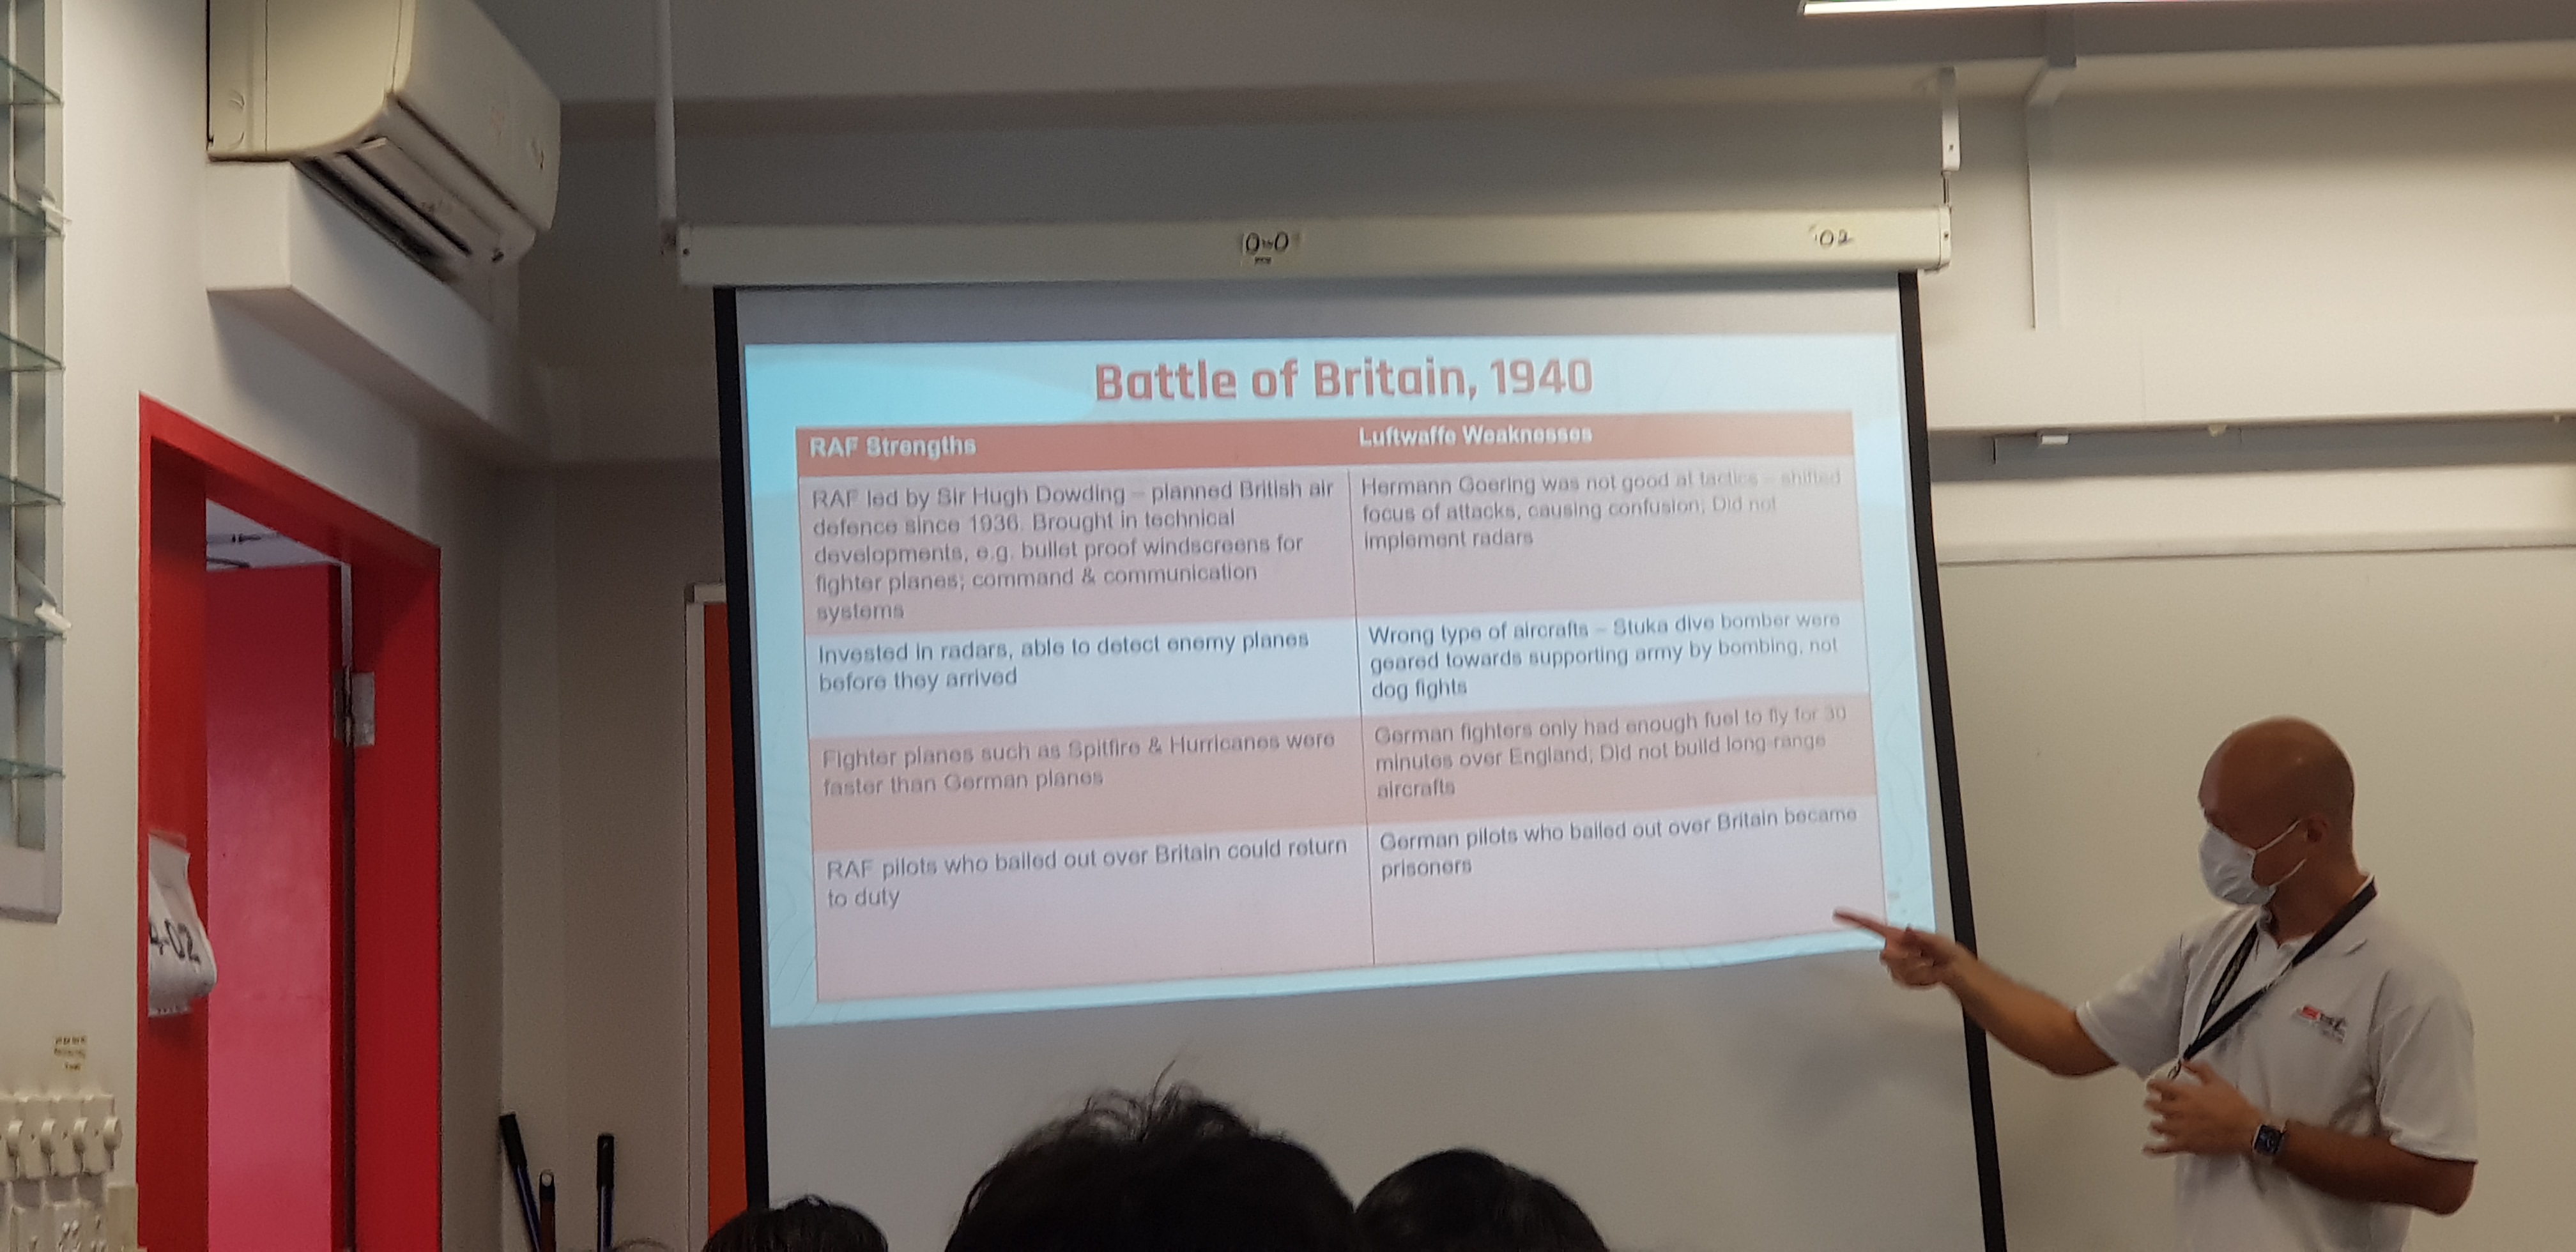 0-0
'02
Battle of Britain, 1940
RAF Strengths
Luftwaffe Weaknesses
RAF led by Sir Hugh Dowding – planned British air
defence since 1936. Brought in technical
developments, e.g. bullet proof windscreens for
fighter planes; command & communication
systems
Hermann Goering was not good at tactics – shifted
focus of attacks, causing confusion; Did not
implement radars
Invested in radars, able to detect enemy planes
before they arrived
Wrong type of aircrafts – Stuka dive bomber were
geared towards supporting army by bombing, not
dog fights
Fighter planes such as Spitfire & Hurricanes were
faster than German planes
German fighters only had enough fuel to fly for 30
minutes over England; Did not build long-range
aircrafts
RAF pilots who bailed out over Britain could return
to duty
German pilots who bailed out over Britain became
prisoners
4-02